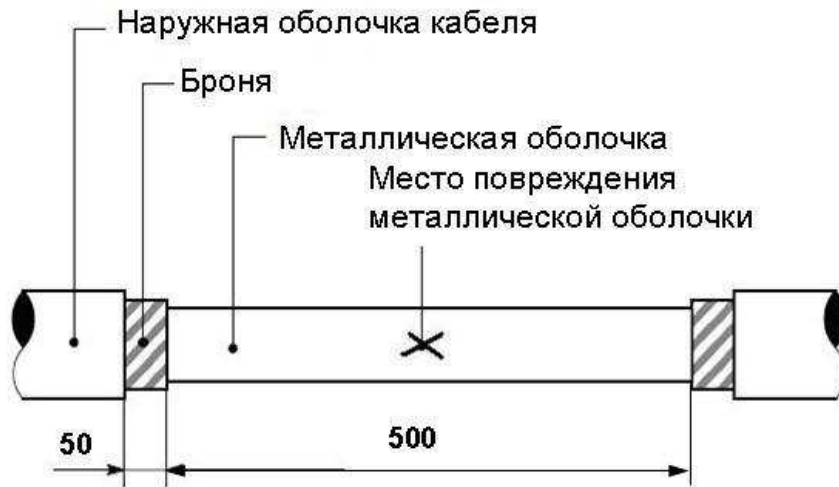 Наружная оболочка кабеля
Броня
Металлическая оболочка
Место повреждения
металлической оболочки
50
500